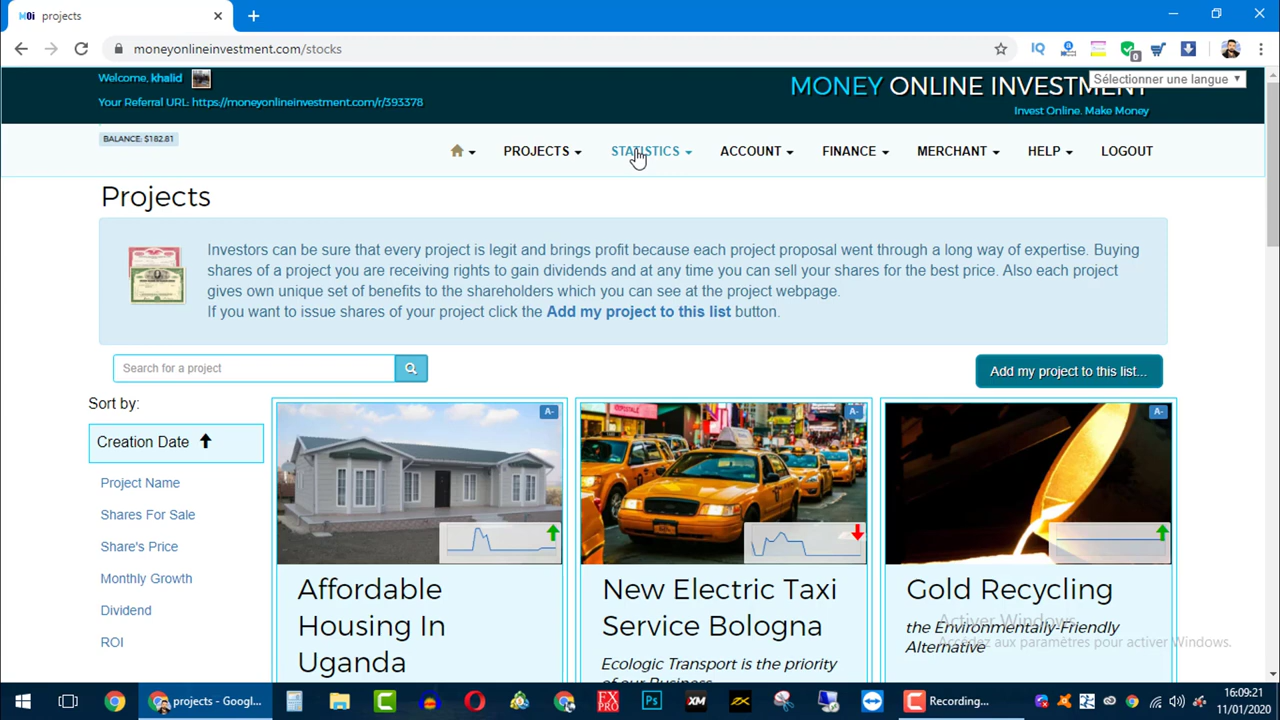 M0i projects
moneyonlineinvestment.com/stocks
Welcome, khalid
Your Referral URL: https://moneyonlineinvestment.com/r/393378
MONEY ONLINE INVESTMENT
Sélectionner une langue
Invest Online. Make Money
BALANCE: $182.81
PROJECTS STATISTICS ACCOUNT FINANCE MERCHANT HELP LOGOUT
Projects
Investors can be sure that every project is legit and brings profit because each project proposal went through a long way of expertise. Buying
shares of a project you are receiving rights to gain dividends and at any time you can sell your shares for the best price. Also each project
gives own unique set of benefits to the shareholders which you can see at the project webpage.
If you want to issue shares of your project click the Add my project to this list button.
Search for a project
Add my project to this list...
Sort by:
Creation Date
Project Name
Shares For Sale
Share's Price
Monthly Growth
Dividend
ROI
A-
Affordable
Housing In
Uganda
A-
New Electric Taxi
Service Bologna
Ecologic Transport is the priority
of our Business
A-
Gold Recycling
the Environmentally-Friendly
Alternative
Activer Windows
Accédez aux paramètres pour activer Windows.
projects - Googl...
FX
PRO
Ps
XM
Recording...
16:09:21
11/01/2020